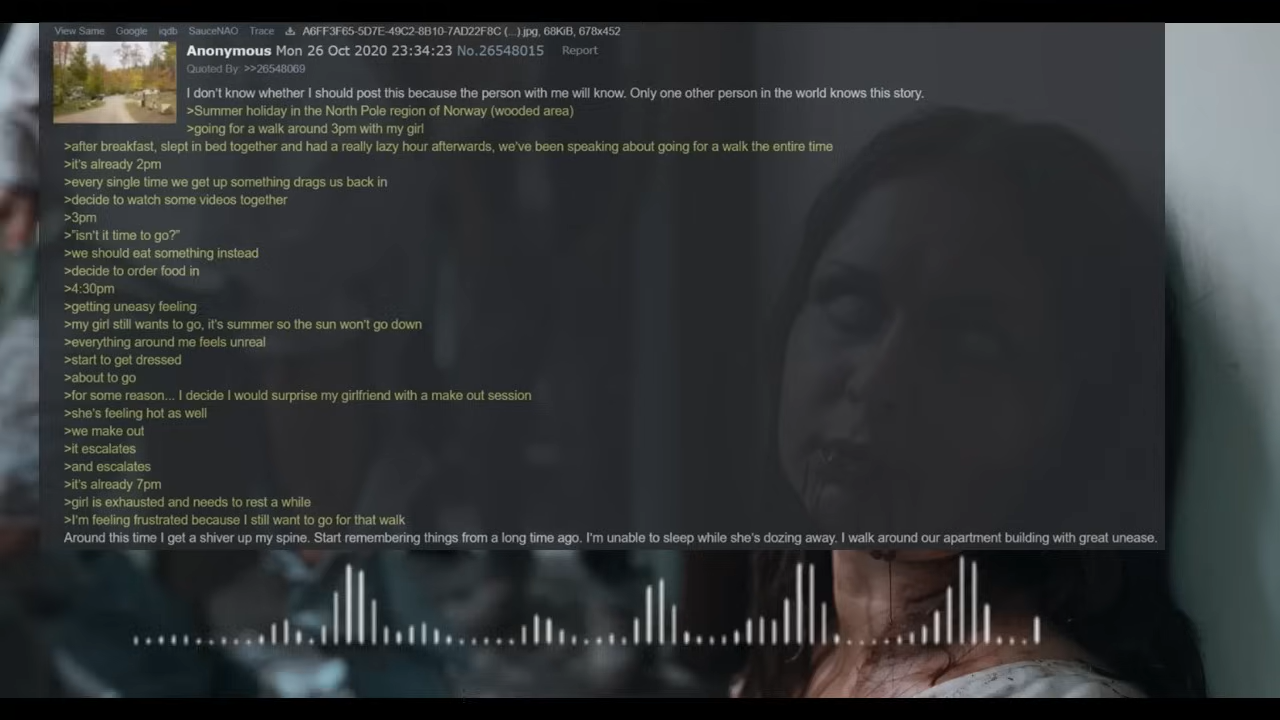 View Same Google iqdb SauceNAO Trace A6FF3F65-5D7E-49C2-8B10-7AD22F8C (...).jpg, 68KiB, 678x452
Anonymous Mon 26 Oct 2020 23:34:23 No.26548015 Report
Quoted By: >>26548069
I don't know whether I should post this because the person with me will know. Only one other person in the world knows this story.
>Summer holiday in the North Pole region of Norway (wooded area)
>going for a walk around 3pm with my girl
>after breakfast, slept in bed together and had a really lazy hour afterwards, we've been speaking about going for a walk the entire time
>it's already 2pm
>every single time we get up something drags us back in
>decide to watch some videos together
>3pm
>"isn't it time to go?"
>we should eat something instead
>decide to order food in
>4:30pm
>getting uneasy feeling
>my girl still wants to go, it's summer so the sun won't go down
>everything around me feels unreal
>start to get dressed
>about to go
>for some reason... I decide I would surprise my girlfriend with a make out session
>she's feeling hot as well
>we make out
>it escalates
>and escalates
>it's already 7pm
>girl is exhausted and needs to rest a while
>I'm feeling frustrated because I still want to go for that walk
Around this time I get a shiver up my spine. Start remembering things from a long time ago. I'm unable to sleep while she's dozing away. I walk around our apartment building with great unease.